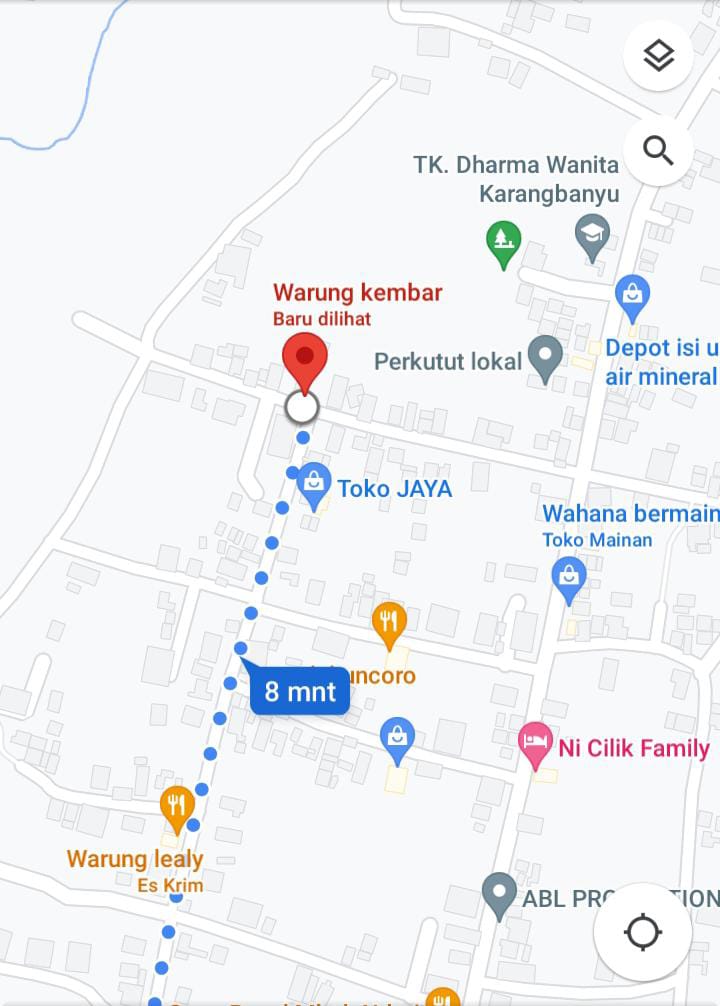 TK. Dharma Wanita
Karangbanyu
Warung kembar
Baru dilihat
Perkutut lokal
Depot isi u
air mineral
Toko JAYA
Wahana bermain
Toko Mainan
uncoro
8 mnt
Ni Cilik Family
Warung lealy
Es Krim
ABL PRO TION